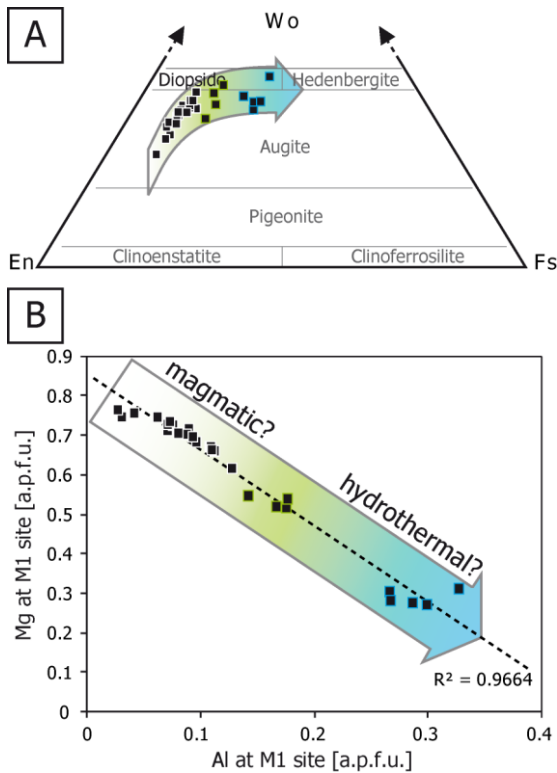 A
Wo
Diopside
Hedenbergite
Augite
Pigeonite
En
Clinoenstatite
Clinoferrosilite
Fs
B
0.9
0.8
0.7
0.6
0.5
0.4
0.3
0.2
0.1
0
Mg at M1 site [a.p.f.u.]
magmatic?
hydrothermal?
R² = 0.9664
0
0.1
0.2
0.3
0.4
Al at M1 site [a.p.f.u.]